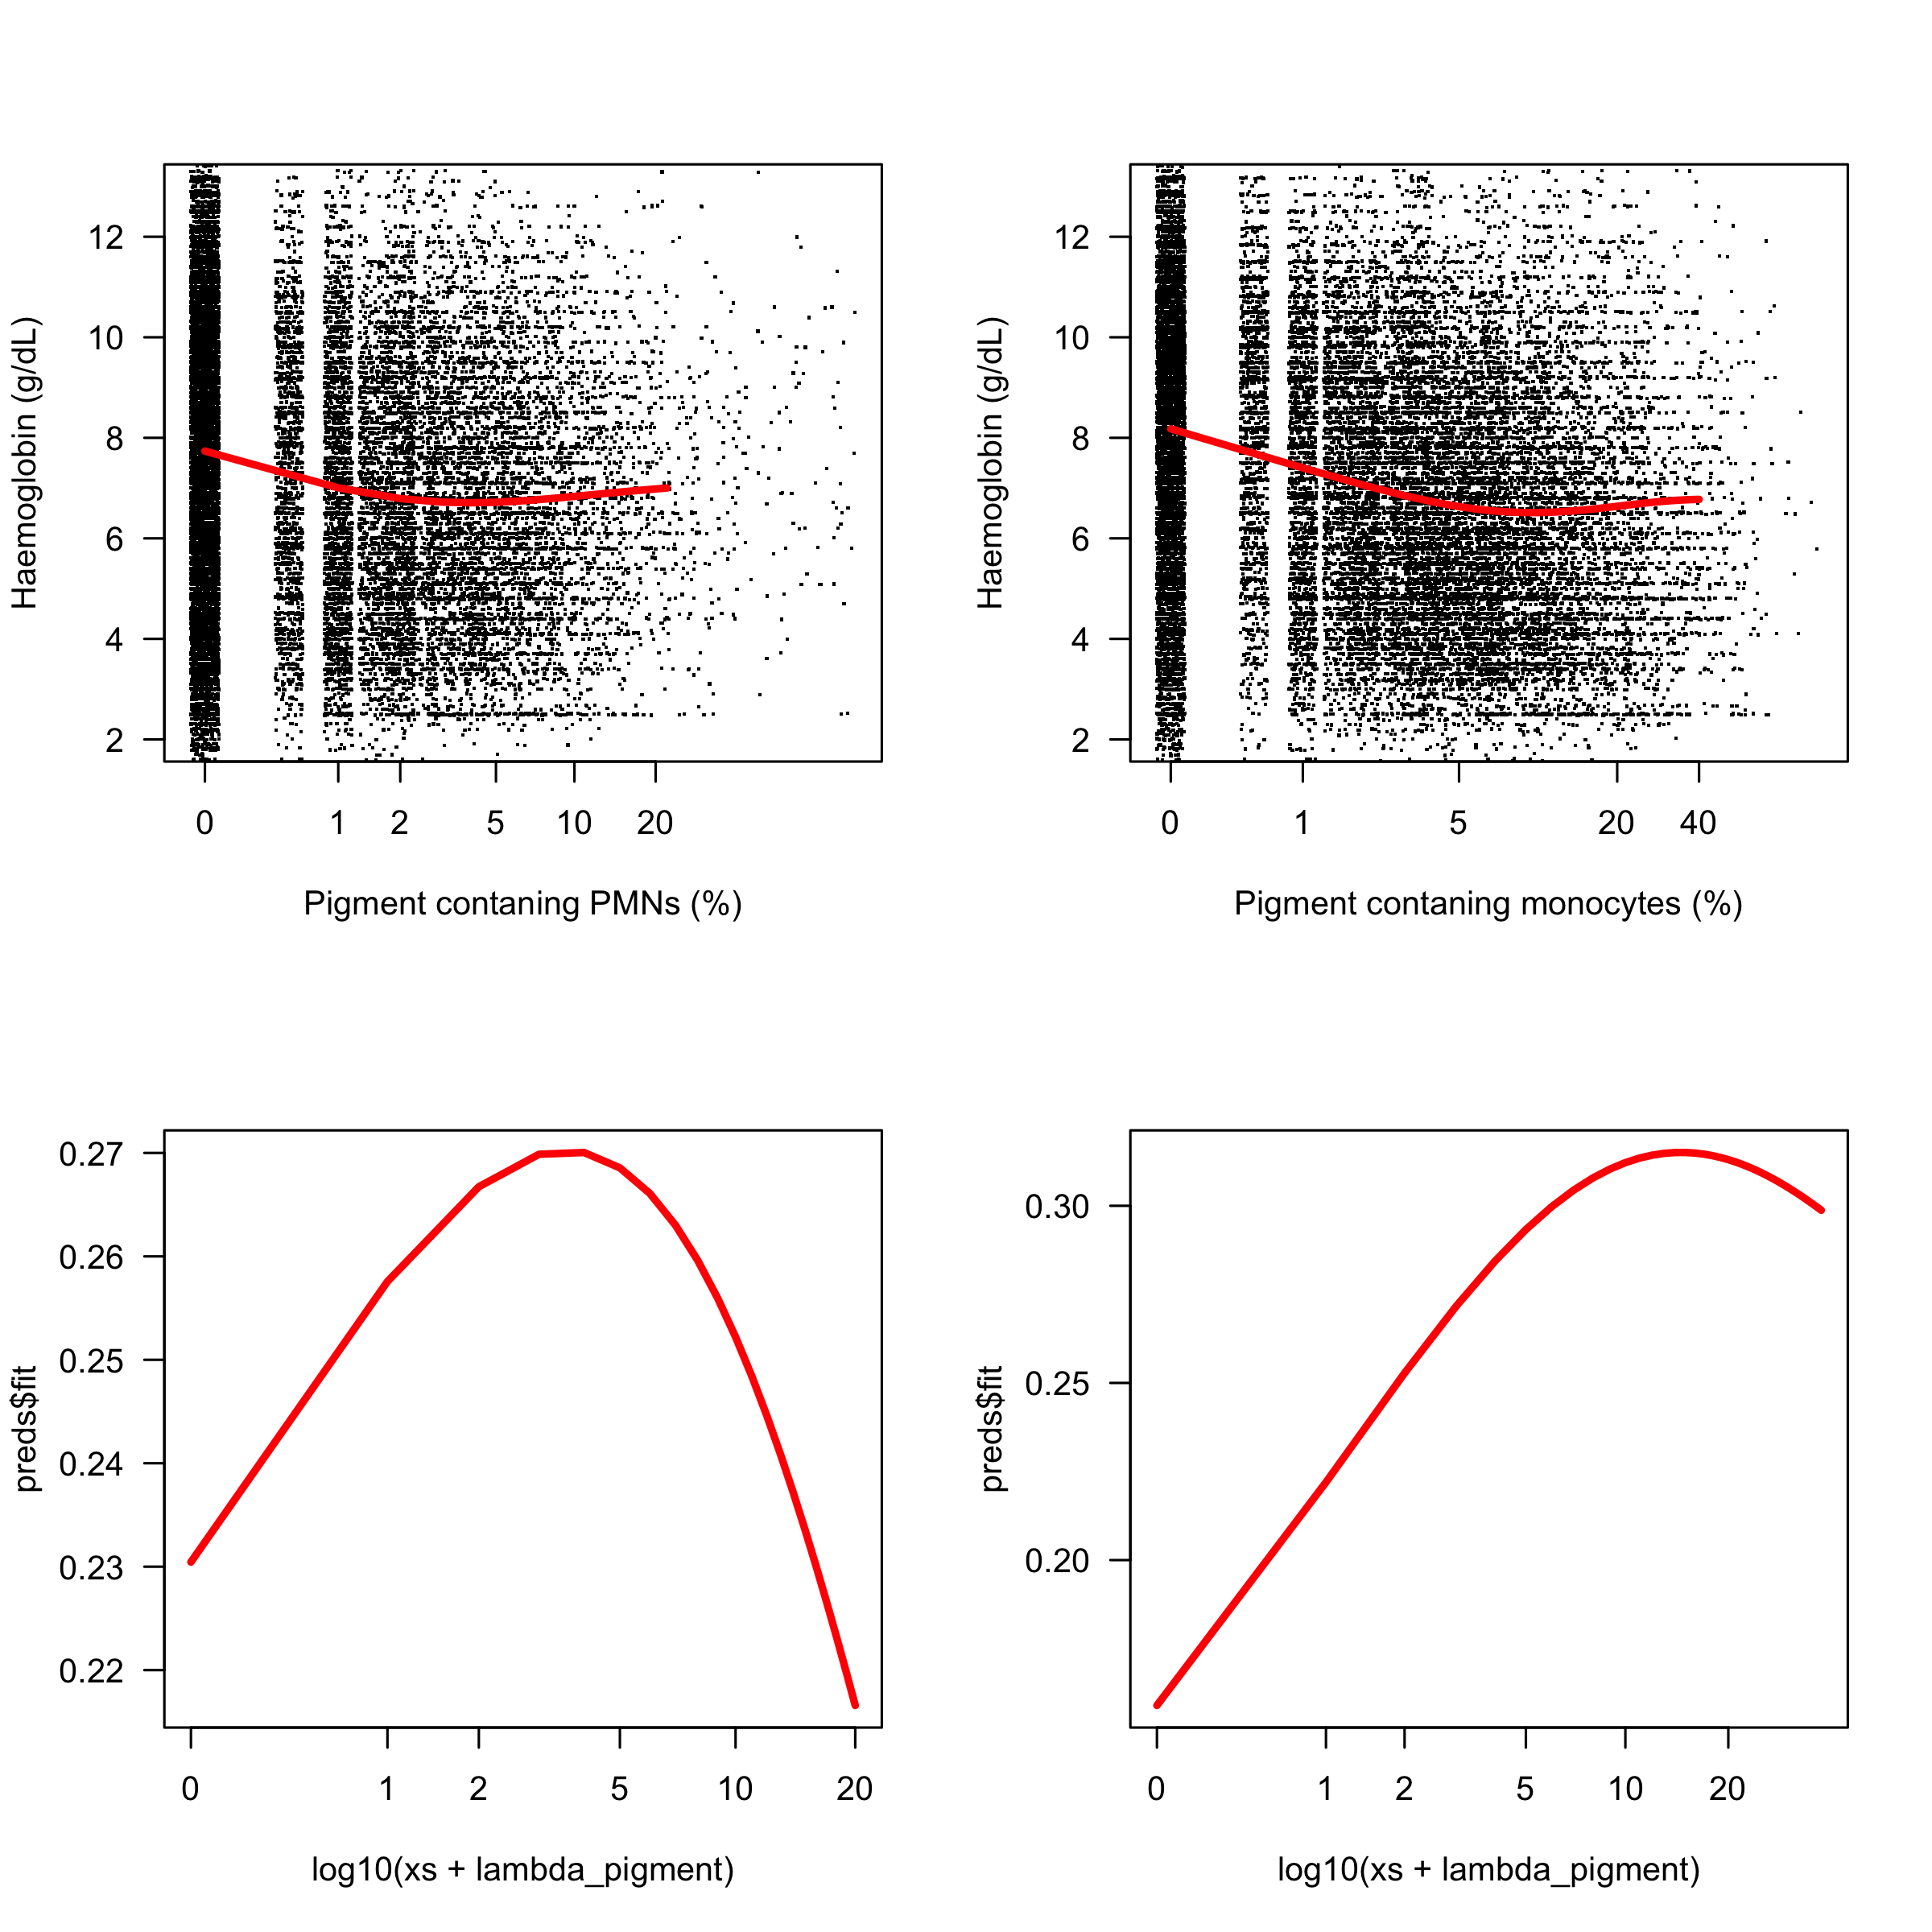 Haemoglobin (g/dL)
12
10
8
6
4
2
0 1 2 5 10 20
Pigment contaning PMNs (%)
Haemoglobin (g/dL)
12
10
8
6
4
2
0 1 5 20 40
Pigment contaning monocytes (%)
preds$fit
0.27
0.26
0.25
0.24
0.23
0.22
0 1 2 5 10 20
log10(xs + lambda_pigment)
preds$fit
0.30
0.25
0.20
0 1 2 5 10 20
log10(xs + lambda_pigment)